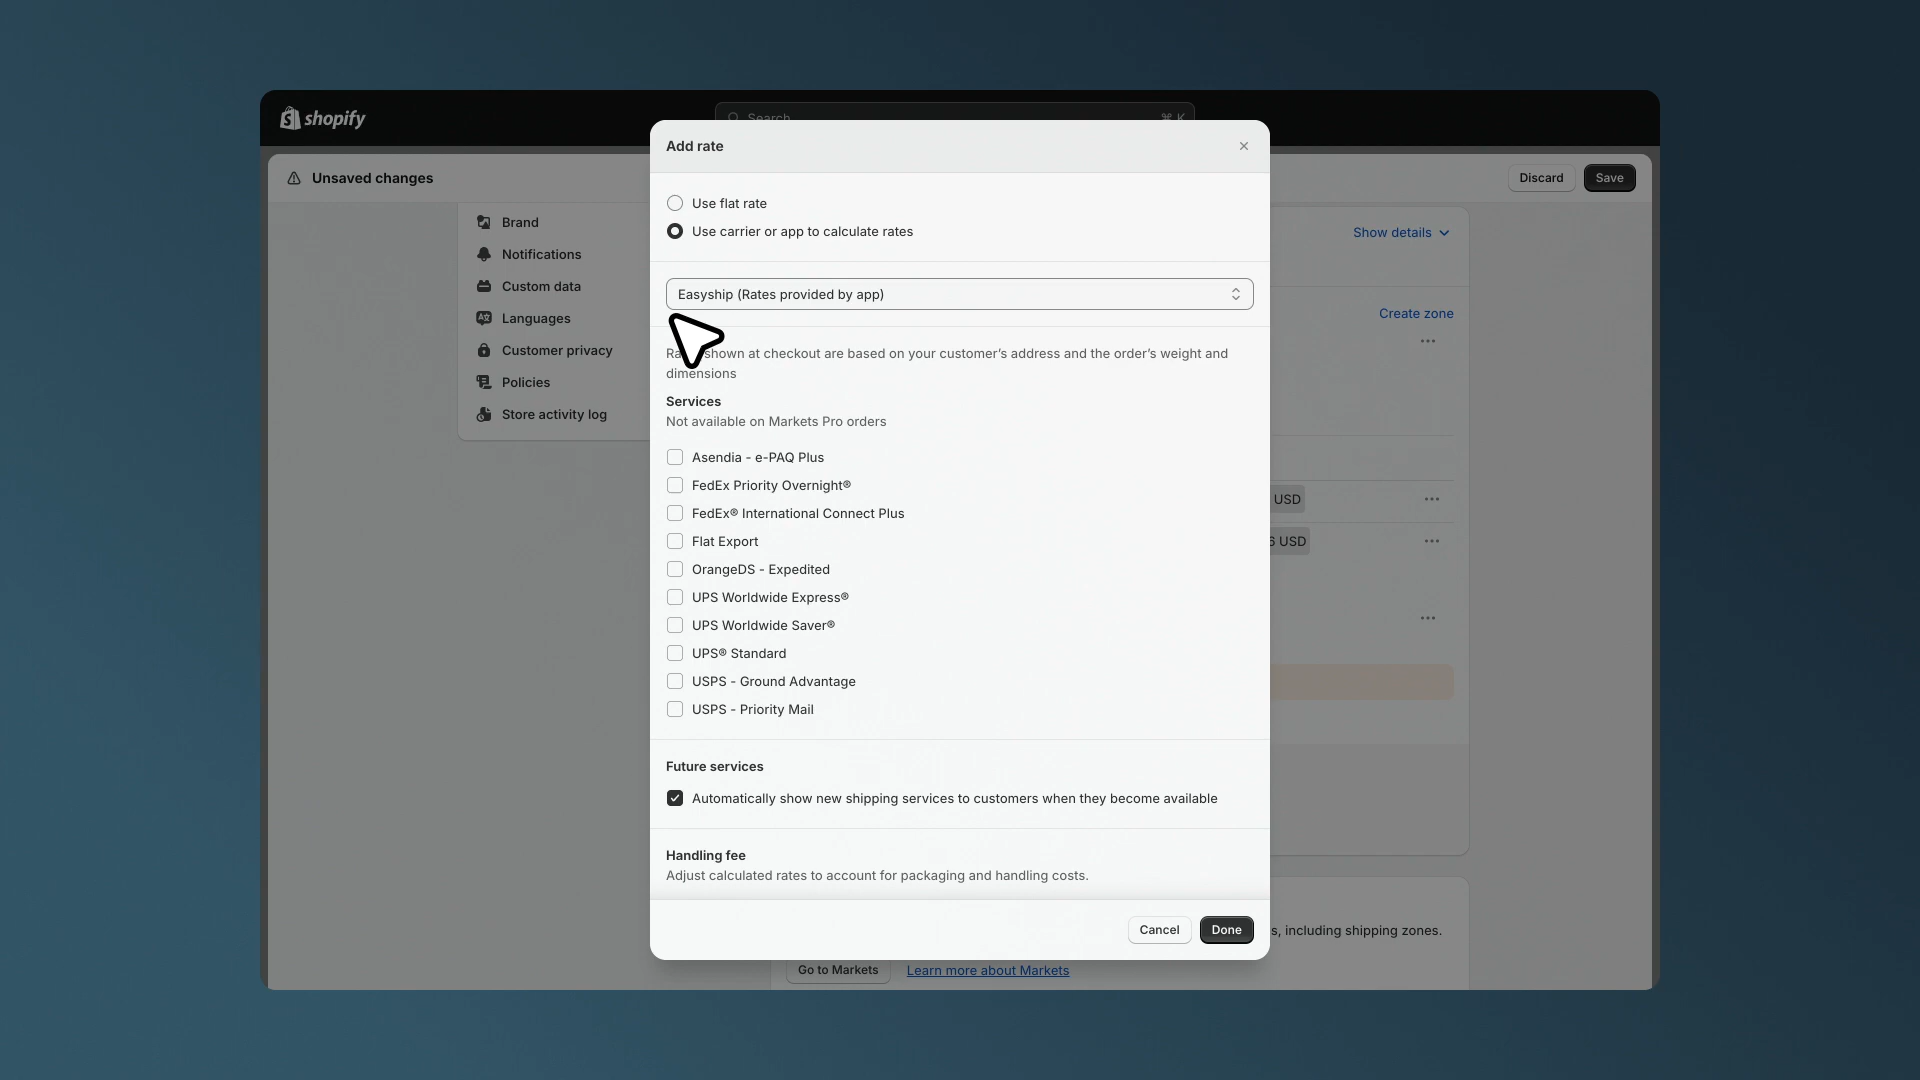 shopify
Search
⌘ K
Add rate
Unsaved changes
Discard
Save
Use flat rate
Use carrier or app to calculate rates
Brand
Notifications
Custom data
Languages
Customer privacy
Policies
Store activity log
Show details
Create zone
Easyship (Rates provided by app)
shown at checkout are based on your customer’s address and the order’s weight and
dimensions
Services
Not available on Markets Pro orders
Asendia - e-PAQ Plus
FedEx Priority Overnight®
FedEx® International Connect Plus
Flat Export
OrangeDS - Expedited
UPS Worldwide Express®
UPS Worldwide Saver®
UPS® Standard
USPS - Ground Advantage
USPS - Priority Mail
USD
6 USD
Future services
Automatically show new shipping services to customers when they become available
Handling fee
Adjust calculated rates to account for packaging and handling costs.
Cancel
Done
s, including shipping zones.
Go to Markets
Learn more about Markets